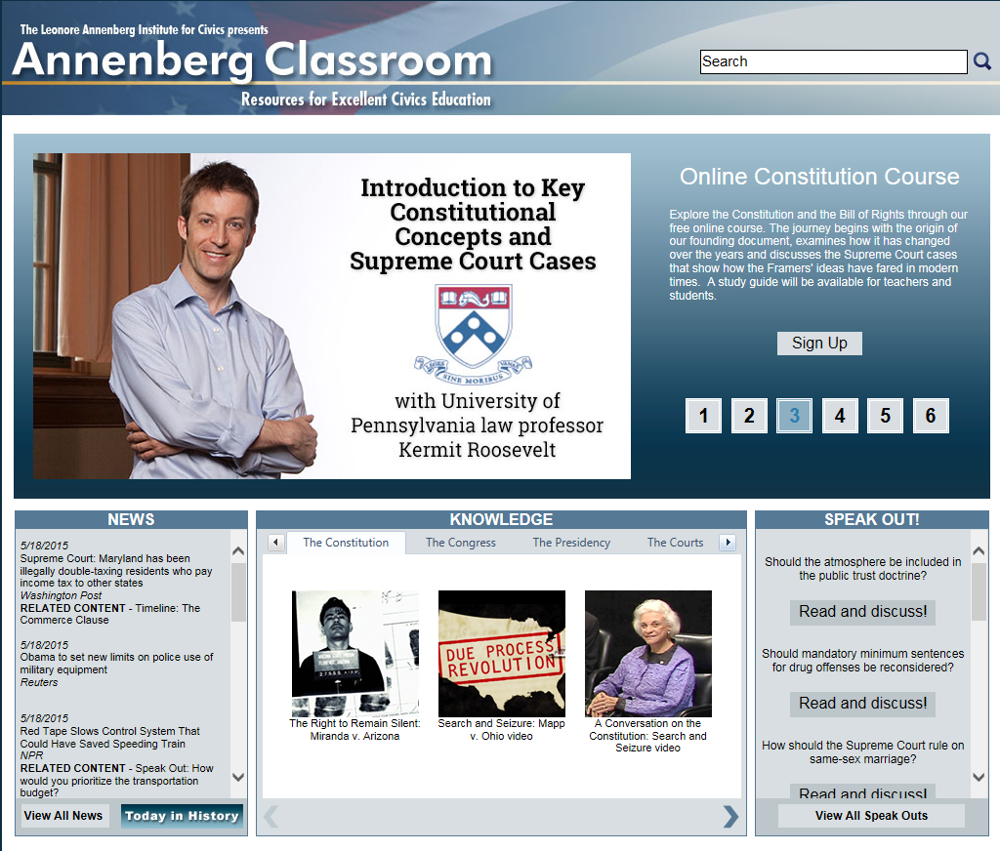 The Leonore Annenberg Institute for Civics presents
Annenberg Classroom
Resources for Excellent Civics Education
Search
Introduction to Key
Constitutional
Concepts and
Supreme Court Cases
SINE MORIBUS
with University of
Pennsylvania law professor
Kermit Roosevelt
Online Constitution Course
Explore the Constitution and the Bill of Rights through our
free online course. The journey begins with the origin of
our founding document, examines how it has changed
over the years and discusses the Supreme Court cases
that show how the Framers' ideas have fared in modern
times.  A study guide will be available for teachers and
students.
Sign Up
1 2 3 4 5 6
NEWS
5/18/2015
Supreme Court: Maryland has been
illegally double-taxing residents who pay
income tax to other states
Washington Post
RELATED CONTENT - Timeline: The
Commerce Clause
5/18/2015
Obama to set new limits on police use of
military equipment
Reuters
5/18/2015
Red Tape Slows Control System That
Could Have Saved Speeding Train
NPR
RELATED CONTENT - Speak Out: How
would you prioritize the transportation
budget?
View All News
Today in History
KNOWLEDGE
The Constitution The Congress The Presidency The Courts
The Right to Remain Silent:
Miranda v. Arizona
DUE PROCESS
REVOLUTION
Search and Seizure: Mapp
v. Ohio video
A Conversation on the
Constitution: Search and
Seizure video
SPEAK OUT!
Should the atmosphere be included in
the public trust doctrine?
Read and discuss!
Should mandatory minimum sentences
for drug offenses be reconsidered?
Read and discuss!
How should the Supreme Court rule on
same-sex marriage?
Read and discuss!
View All Speak Outs